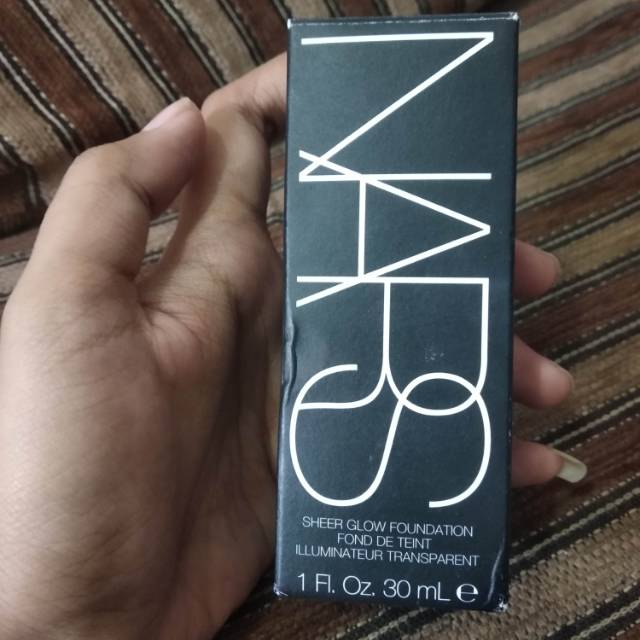 NARS
SHEER GLOW FOUNDATION
FOND DE TEINT
ILLUMINATEUR TRANSPARENT
1 Fl. Oz. 30 mL ℮